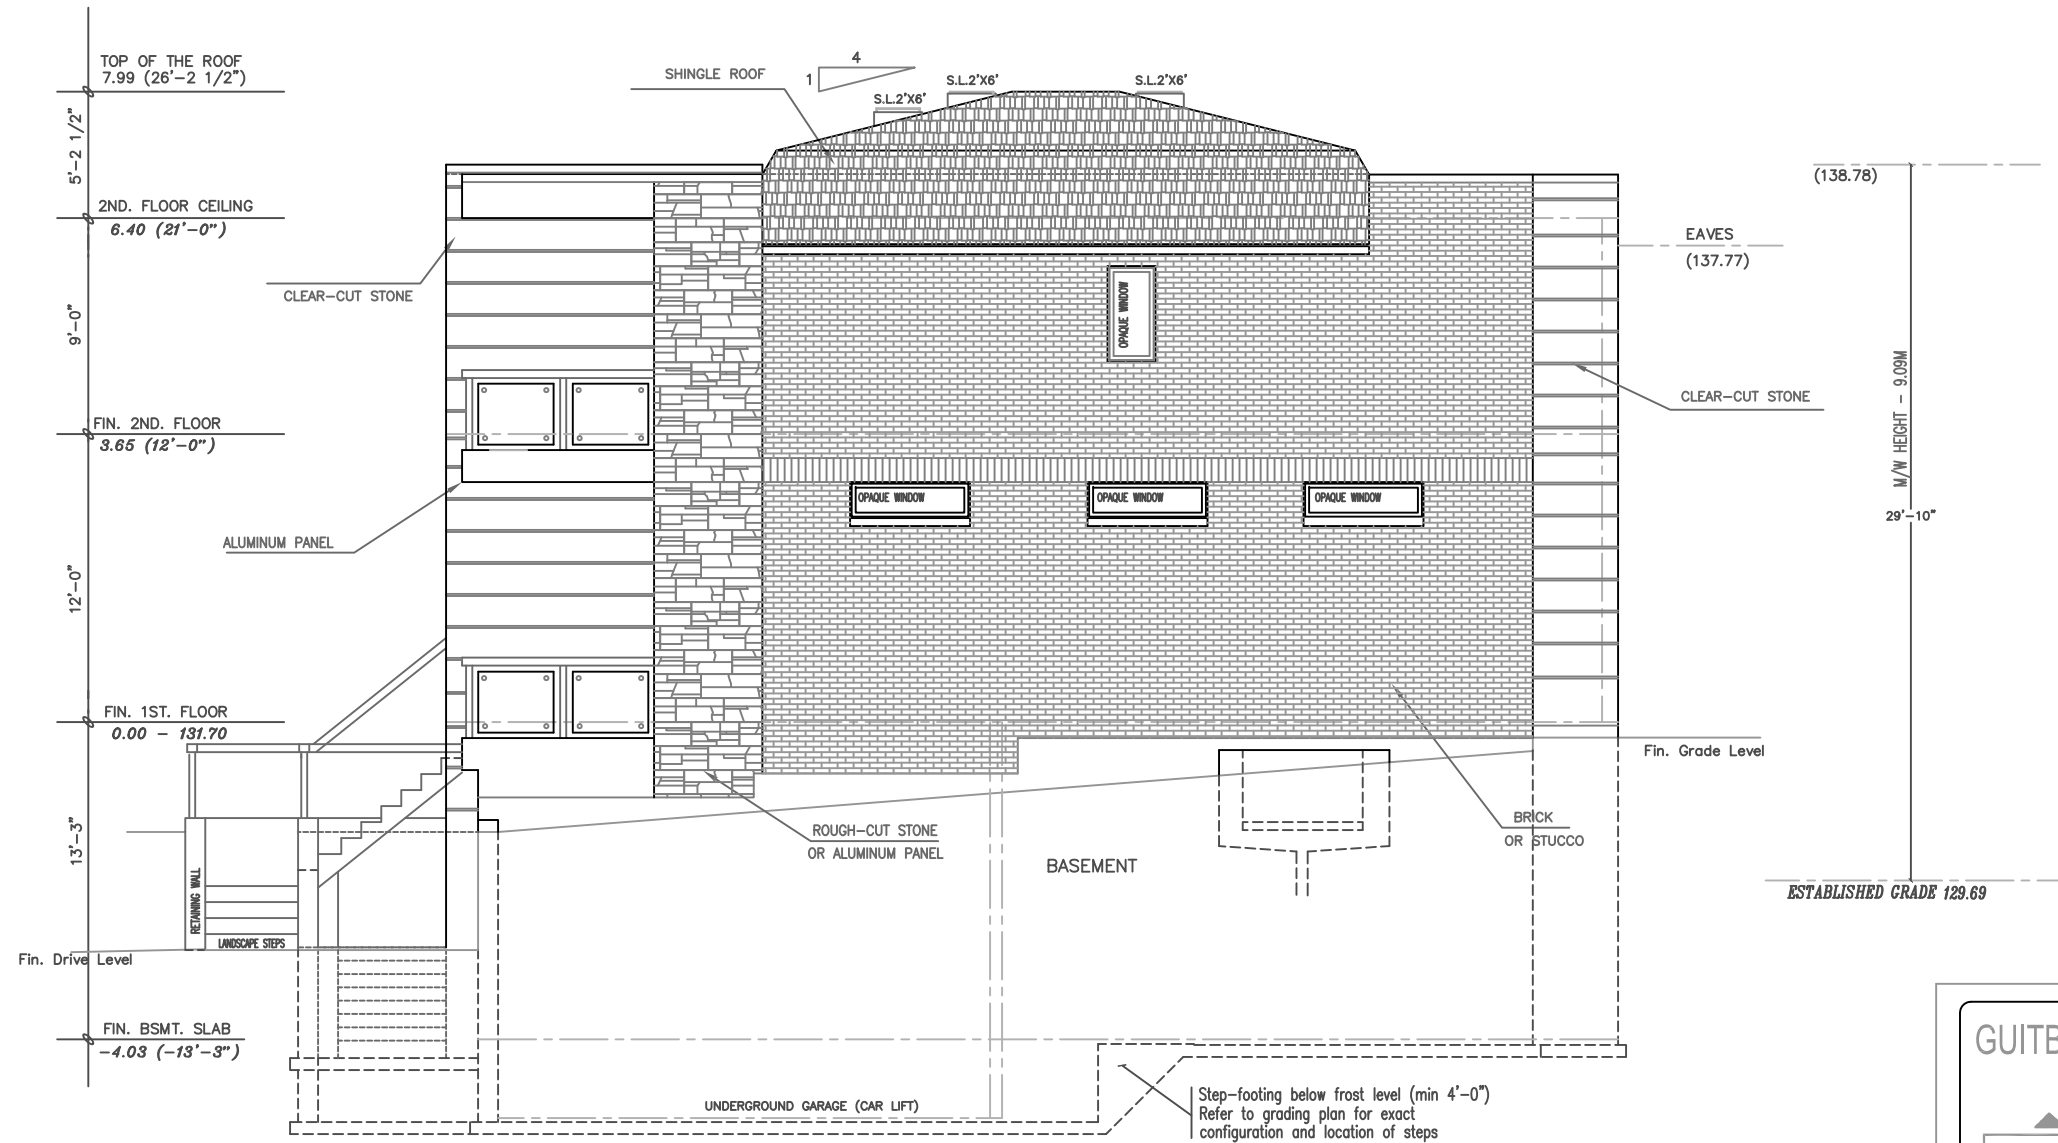 TOP OF THE ROOF
7.99 (26'-2 1/2")
5'-2 1/2"
2ND. FLOOR CEILING
6.40 (21'-0")
CLEAR-CUT STONE
9'-0"
FIN. 2ND. FLOOR
3.65 (12'-0")
ALUMINUM PANEL
12'-0"
FIN. 1ST. FLOOR
0.00 - 131.70
13'-3"
RETAINING WALL
LANDSCAPE STEPS
Fin. Drive Level
FIN. BSMT. SLAB
-4.03 (-13'-3")
SHINGLE ROOF
4
1
S.L.2'X6'
S.L.2'X6'
S.L.2'X6'
OPAQUE WINDOW
OPAQUE WINDOW
OPAQUE WINDOW
OPAQUE WINDOW
ROUGH-CUT STONE
OR ALUMINUM PANEL
BASEMENT
BRICK
OR STUCCO
UNDERGROUND GARAGE (CAR LIFT)
Step-footing below frost level (min 4'-0")
Refer to grading plan for exact
configuration and location of steps
(138.78)
EAVES
(137.77)
CLEAR-CUT STONE
M/W HEIGHT - 9.09M
29'-10"
Fin. Grade Level
ESTABLISHED GRADE 129.69
GUITB